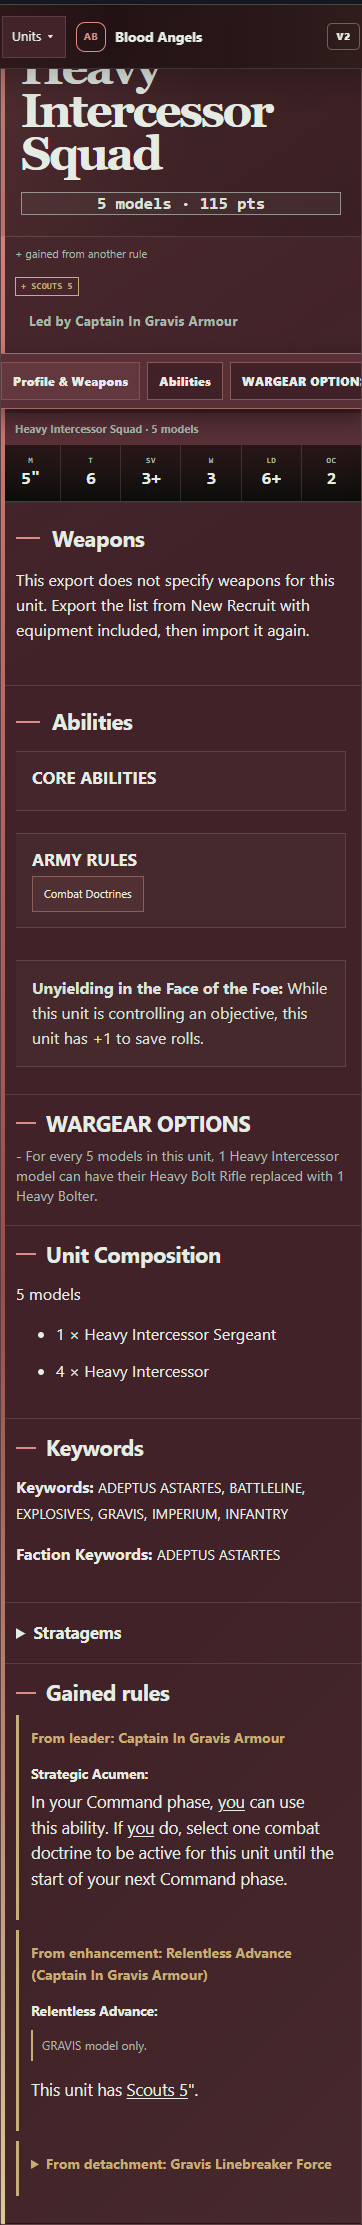 Units ▾ AB Blood Angels V2
Heavy
Intercessor
Squad
5 models · 115 pts
+ gained from another rule
+ SCOUTS 5
Led by Captain In Gravis Armour
Profile & Weapons Abilities WARGEAR OPTIONS
Heavy Intercessor Squad · 5 models
M T SV W LD OC
5" 6 3+ 3 6+ 2
Weapons
This export does not specify weapons for this
unit. Export the list from New Recruit with
equipment included, then import it again.
Abilities
CORE ABILITIES
ARMY RULES
Combat Doctrines
Unyielding in the Face of the Foe: While
this unit is controlling an objective, this
unit has +1 to save rolls.
WARGEAR OPTIONS
- For every 5 models in this unit, 1 Heavy Intercessor
model can have their Heavy Bolt Rifle replaced with 1
Heavy Bolter.
Unit Composition
5 models
• 1 × Heavy Intercessor Sergeant
• 4 × Heavy Intercessor
Keywords
Keywords: ADEPTUS ASTARTES, BATTLELINE,
EXPLOSIVES, GRAVIS, IMPERIUM, INFANTRY
Faction Keywords: ADEPTUS ASTARTES
▶ Stratagems
Gained rules
From leader: Captain In Gravis Armour
Strategic Acumen:
In your Command phase, you can use
this ability. If you do, select one combat
doctrine to be active for this unit until the
start of your next Command phase.
From enhancement: Relentless Advance
(Captain In Gravis Armour)
Relentless Advance:
GRAVIS model only.
This unit has Scouts 5".
▶ From detachment: Gravis Linebreaker Force